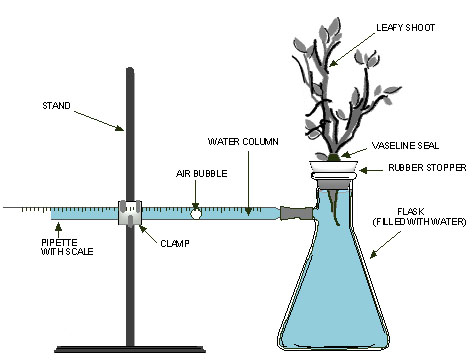 LEAFY SHOOT
STAND
WATER COLUMN
VASELINE SEAL
AIR BUBBLE
RUBBER STOPPER
FLASK
(FILLED WITH WATER)
PIPETTE
WITH SCALE
CLAMP